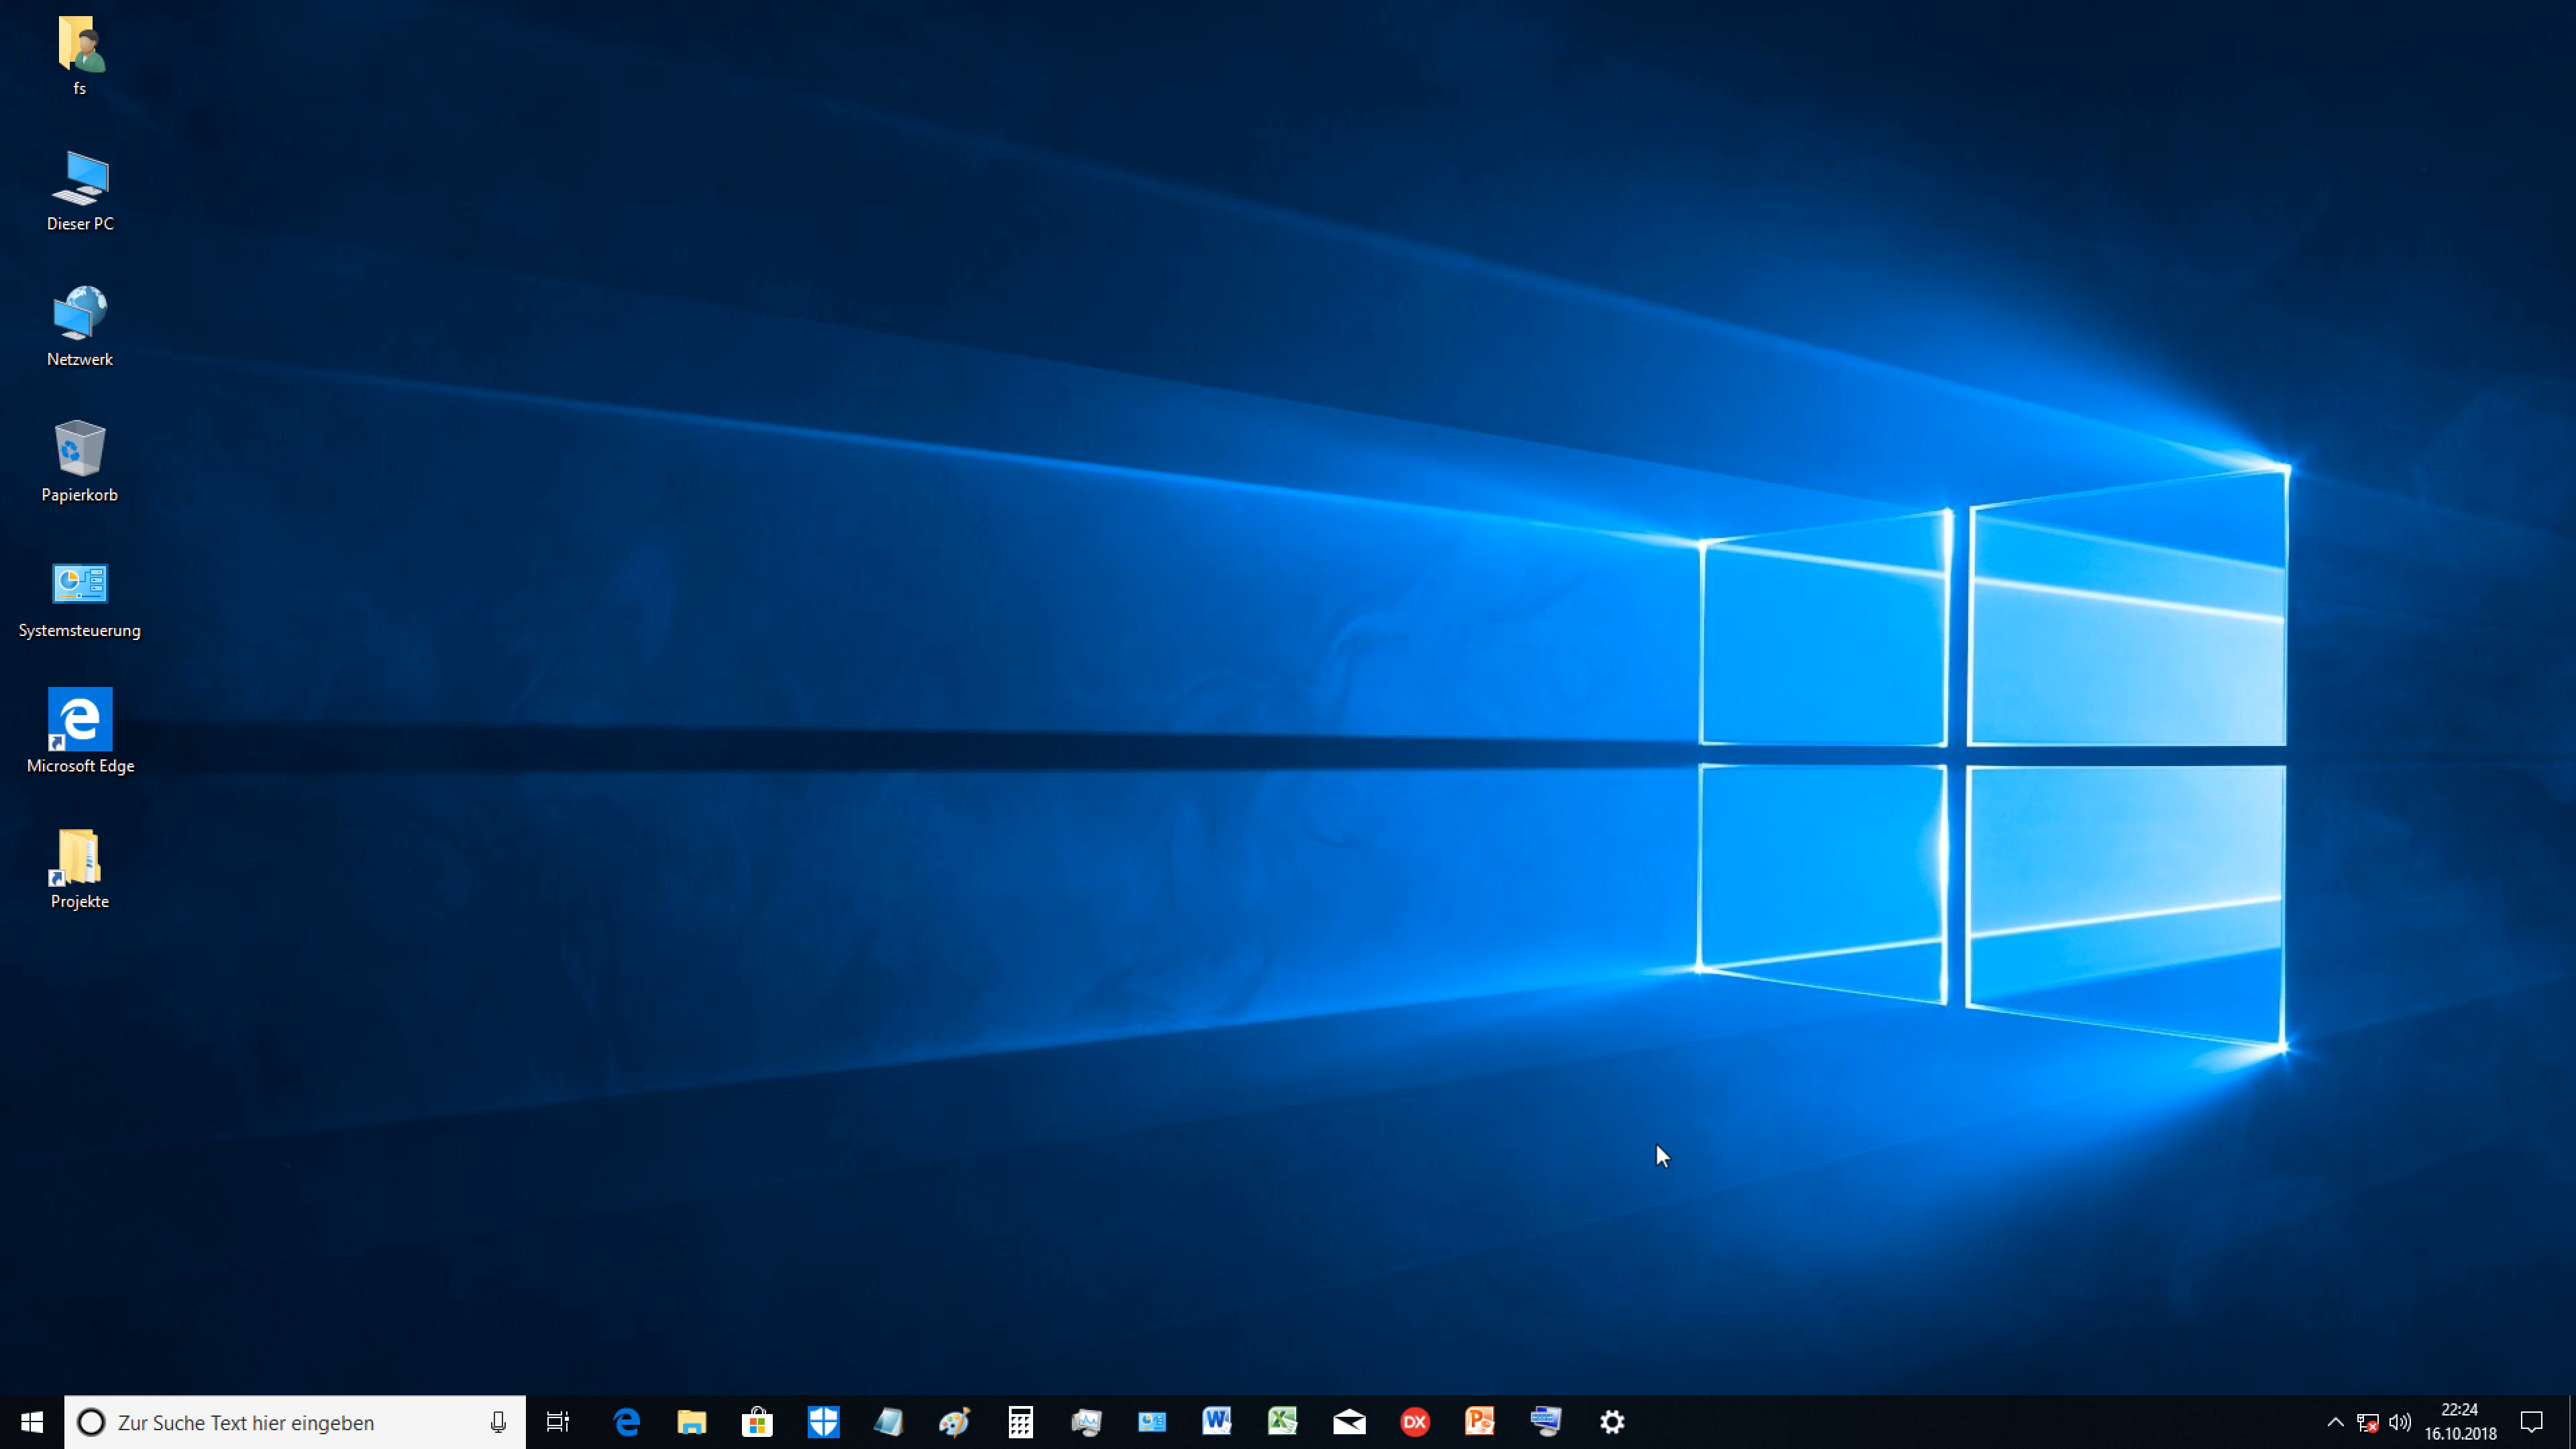 fs
Dieser PC
Netzwerk
Papierkorb
Systemsteuerung
Microsoft Edge
Projekte
Zur Suche Text hier eingeben
DX
22:24
16.10.2018